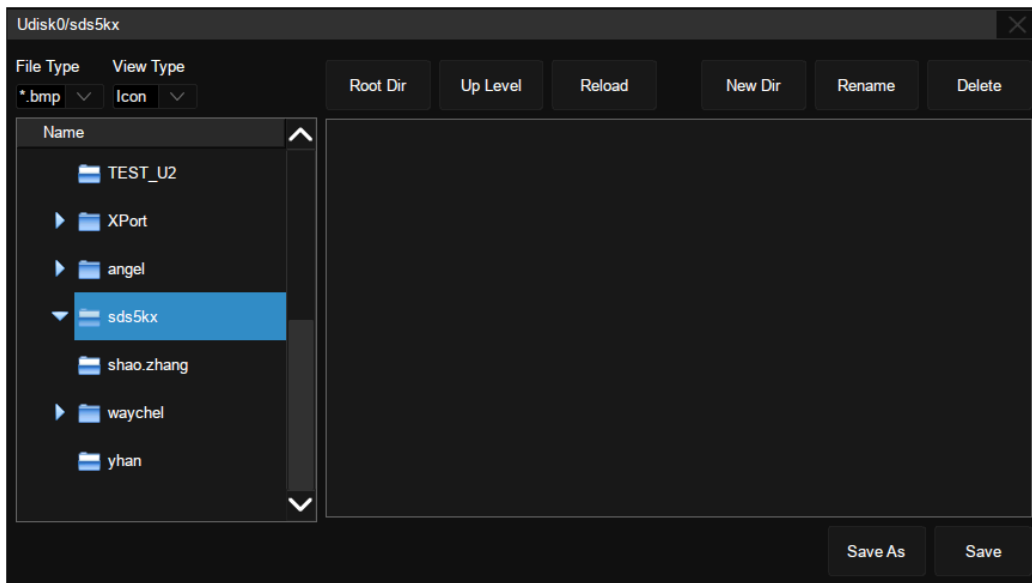 Udisk0/sds5kx
File Type View Type
*.bmp Icon
Root Dir Up Level Reload New Dir Rename Delete
Name
TEST_U2
XPort
angel
sds5kx
shao.zhang
waychel
yhan
Save As Save